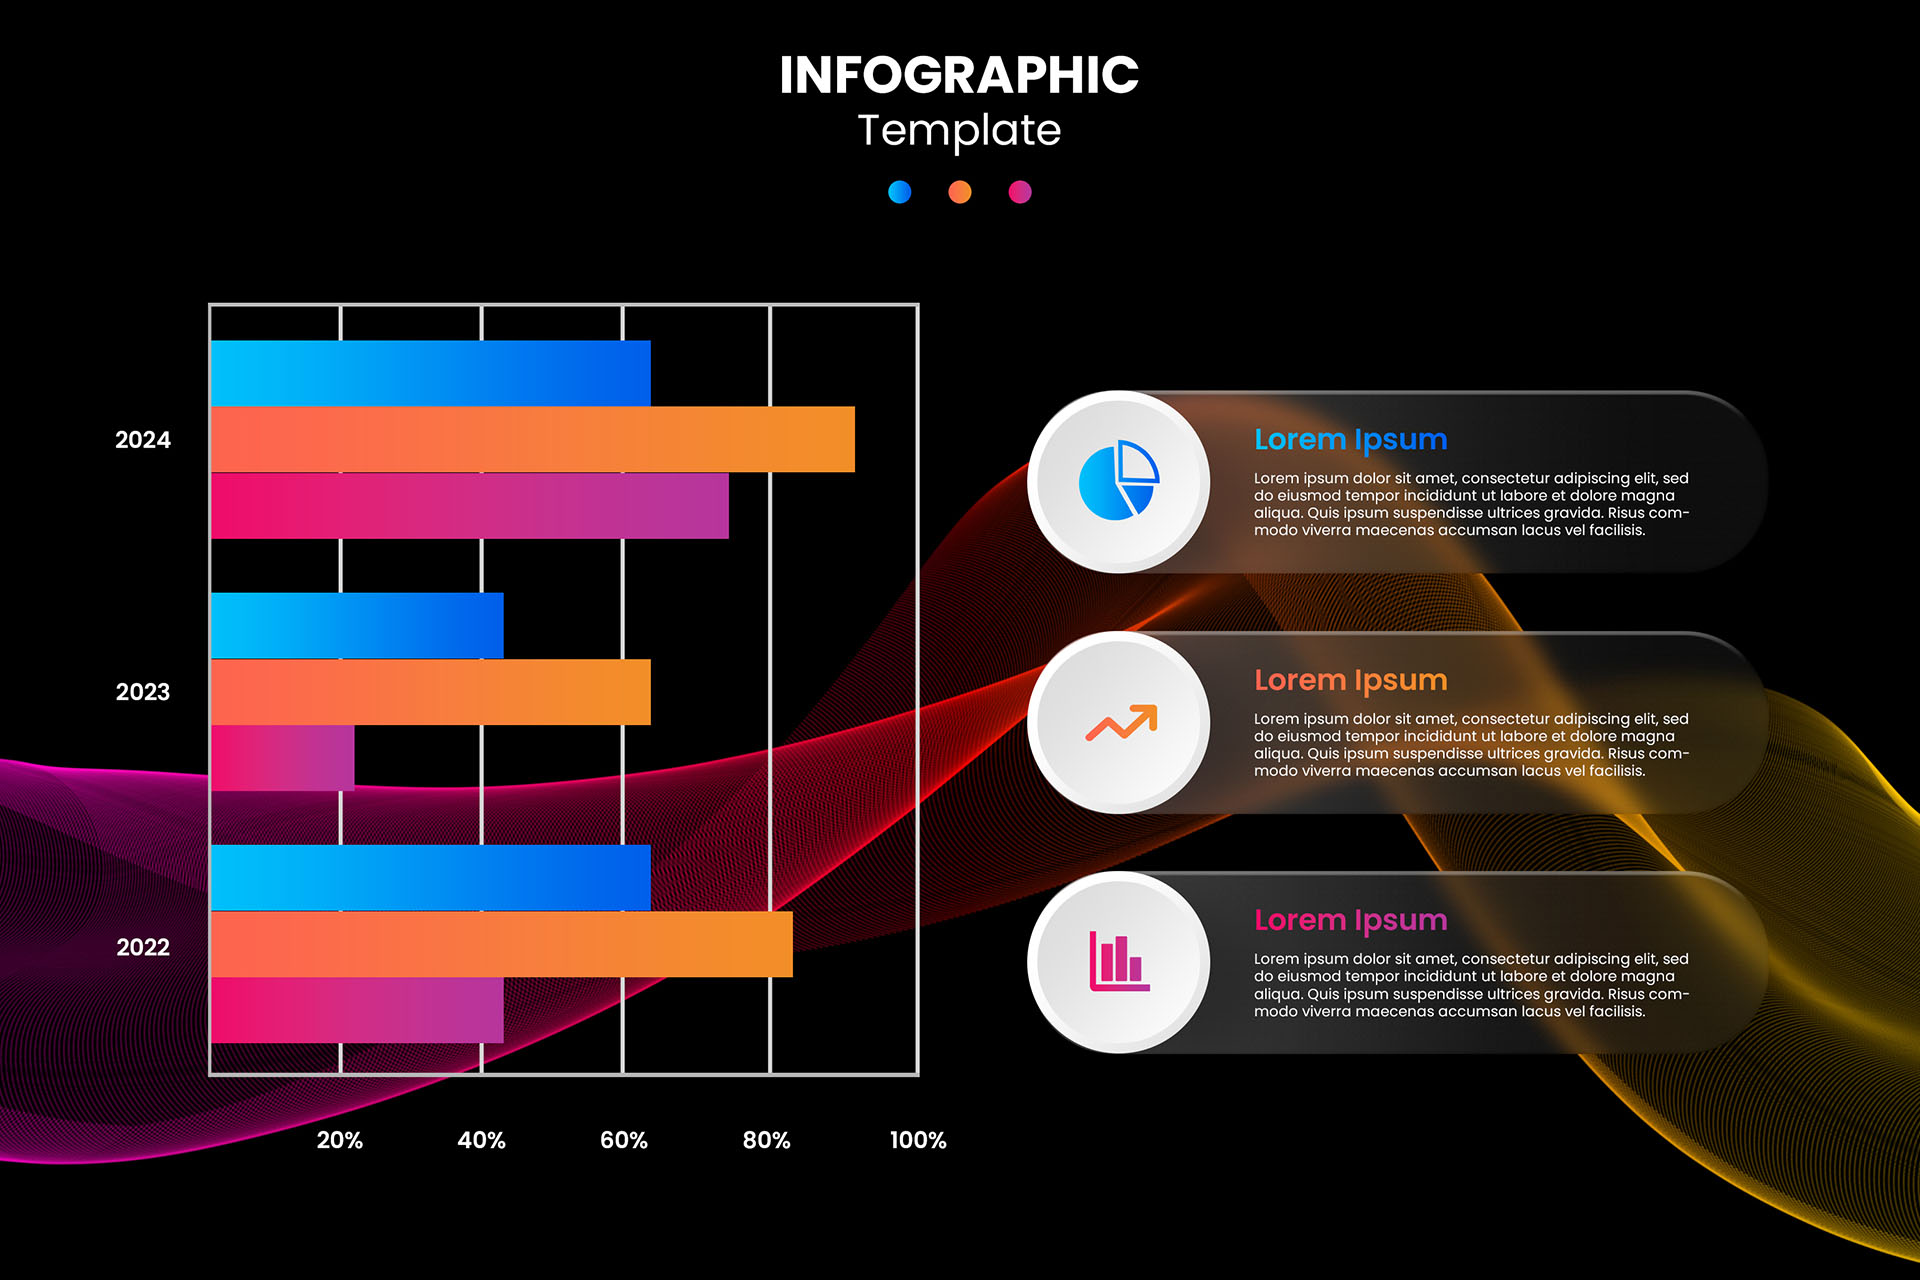 INFOGRAPHIC
Template
2024
2023
2022
20% 40% 60% 80% 100%
Lorem Ipsum
Lorem ipsum dolor sit amet, consectetur adipiscing elit, sed
do eiusmod tempor incididunt ut labore et dolore magna
aliqua. Quis ipsum suspendisse ultrices gravida. Risus com-
modo viverra maecenas accumsan lacus vel facilisis.
Lorem Ipsum
Lorem ipsum dolor sit amet, consectetur adipiscing elit, sed
do eiusmod tempor incididunt ut labore et dolore magna
aliqua. Quis ipsum suspendisse ultrices gravida. Risus com-
modo viverra maecenas accumsan lacus vel facilisis.
Lorem Ipsum
Lorem ipsum dolor sit amet, consectetur adipiscing elit, sed
do eiusmod tempor incididunt ut labore et dolore magna
aliqua. Quis ipsum suspendisse ultrices gravida. Risus com-
modo viverra maecenas accumsan lacus vel facilisis.